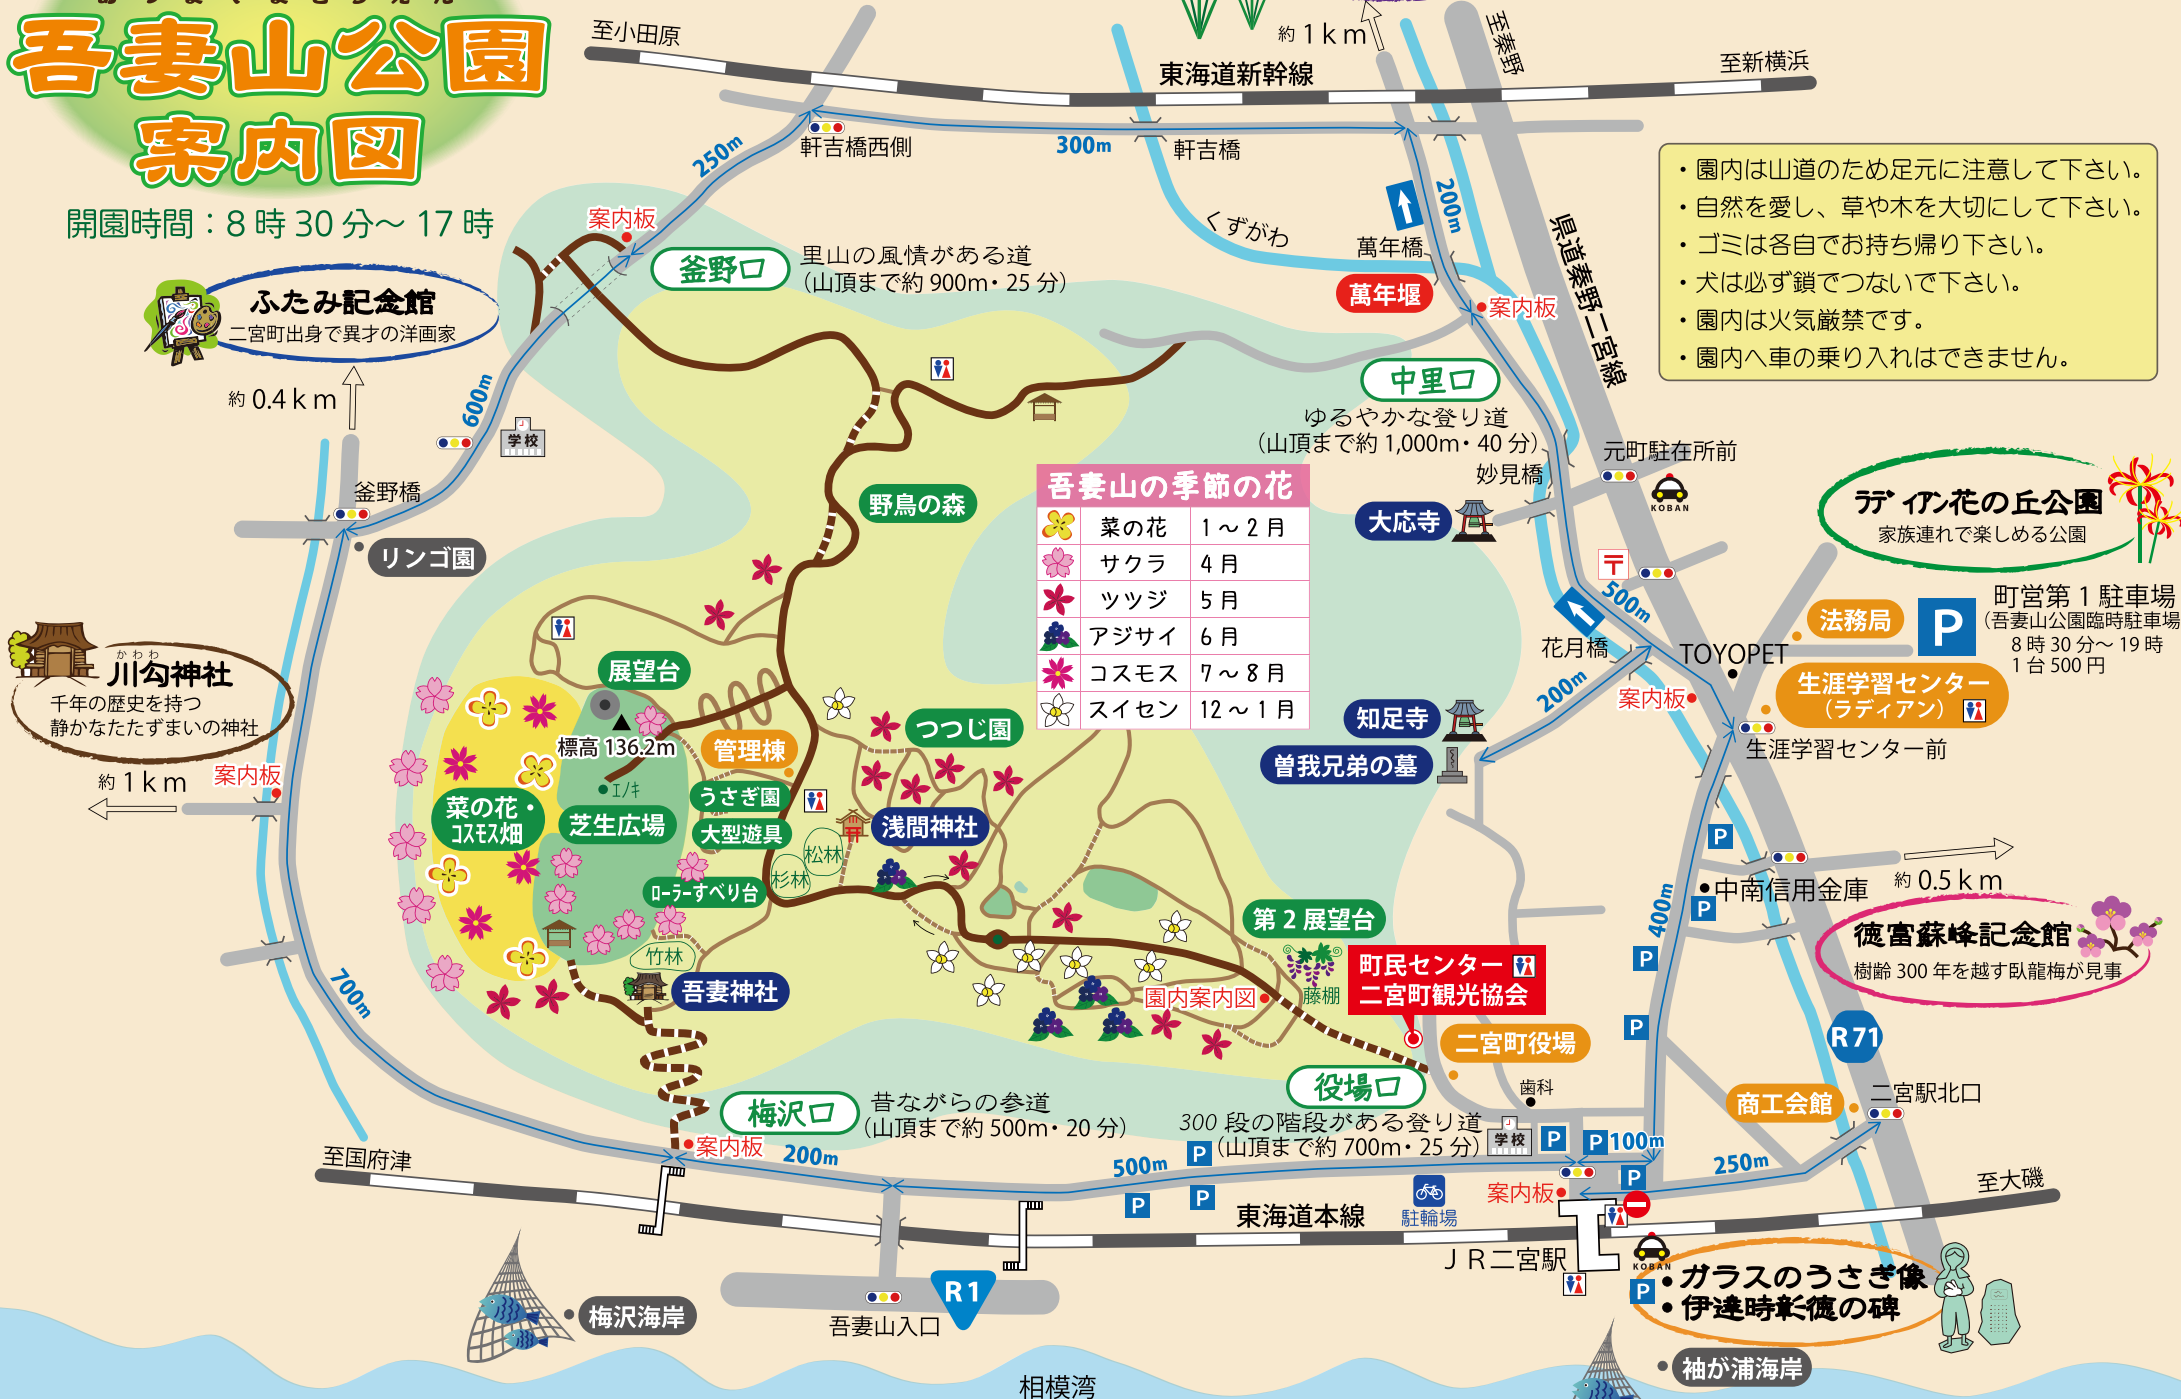 吾妻山公園
案内図
開園時間：8時30分～17時
至小田原
約1km
至秦野
東海道新幹線
至新横浜
250m
軒吉橋西側
300m
軒吉橋
200m
くずがわ
県道秦野二宮線
・園内は山道のため足元に注意して下さい。
・自然を愛し、草や木を大切にして下さい。
・ゴミは各自でお持ち帰り下さい。
・犬は必ず鎖でつないで下さい。
・園内は火気厳禁です。
・園内へ車の乗り入れはできません。
案内板
釜野口
里山の風情がある道
（山頂まで約900m・25分）
萬年橋
萬年堰
案内板
ふたみ記念館
二宮町出身で異才の洋画家
約0.4km
600m
学校
釜野橋
リンゴ園
中里口
ゆるやかな登り道
（山頂まで約1,000m・40分）
妙見橋
元町駐在所前
KOBAN
大応寺
〒
500m
野鳥の森
吾妻山の季節の花
菜の花 1～2月
サクラ 4月
ツツジ 5月
アジサイ 6月
コスモス 7～8月
スイセン 12～1月
ラディアン花の丘公園
家族連れで楽しめる公園
町営第1駐車場
（吾妻山公園臨時駐車場）
8時30分～19時
1台500円
P
法務局
TOYOPET
生涯学習センター
（ラディアン）
生涯学習センター前
花月橋
案内板
200m
知足寺
曽我兄弟の墓
かわわ
川勾神社
千年の歴史を持つ
静かなたたずまいの神社
約1km
案内板
展望台
標高136.2m
エノキ
管理棟
つつじ園
うさぎ園
大型遊具
浅間神社
菜の花・
コスモス畑
芝生広場
松林
杉林
ローラーすべり台
竹林
吾妻神社
第2展望台
藤棚
園内案内図
町民センター
二宮町観光協会
二宮町役場
役場口
300段の階段がある登り道
（山頂まで約700m・25分）
歯科
学校
P
P
中南信用金庫
P
約0.5km
400m
P
P
徳富蘇峰記念館
樹齢300年を越す臥龍梅が見事
R71
商工会館
二宮駅北口
700m
梅沢口
昔ながらの参道
（山頂まで約500m・20分）
案内板
200m
500m
P
P
P
P
P
100m
P
250m
至国府津
至大磯
東海道本線
駐輪場
案内板
JR二宮駅
KOBAN
P
・ガラスのうさぎ像
・伊達時彰徳の碑
R1
吾妻山入口
梅沢海岸
袖が浦海岸
相模湾